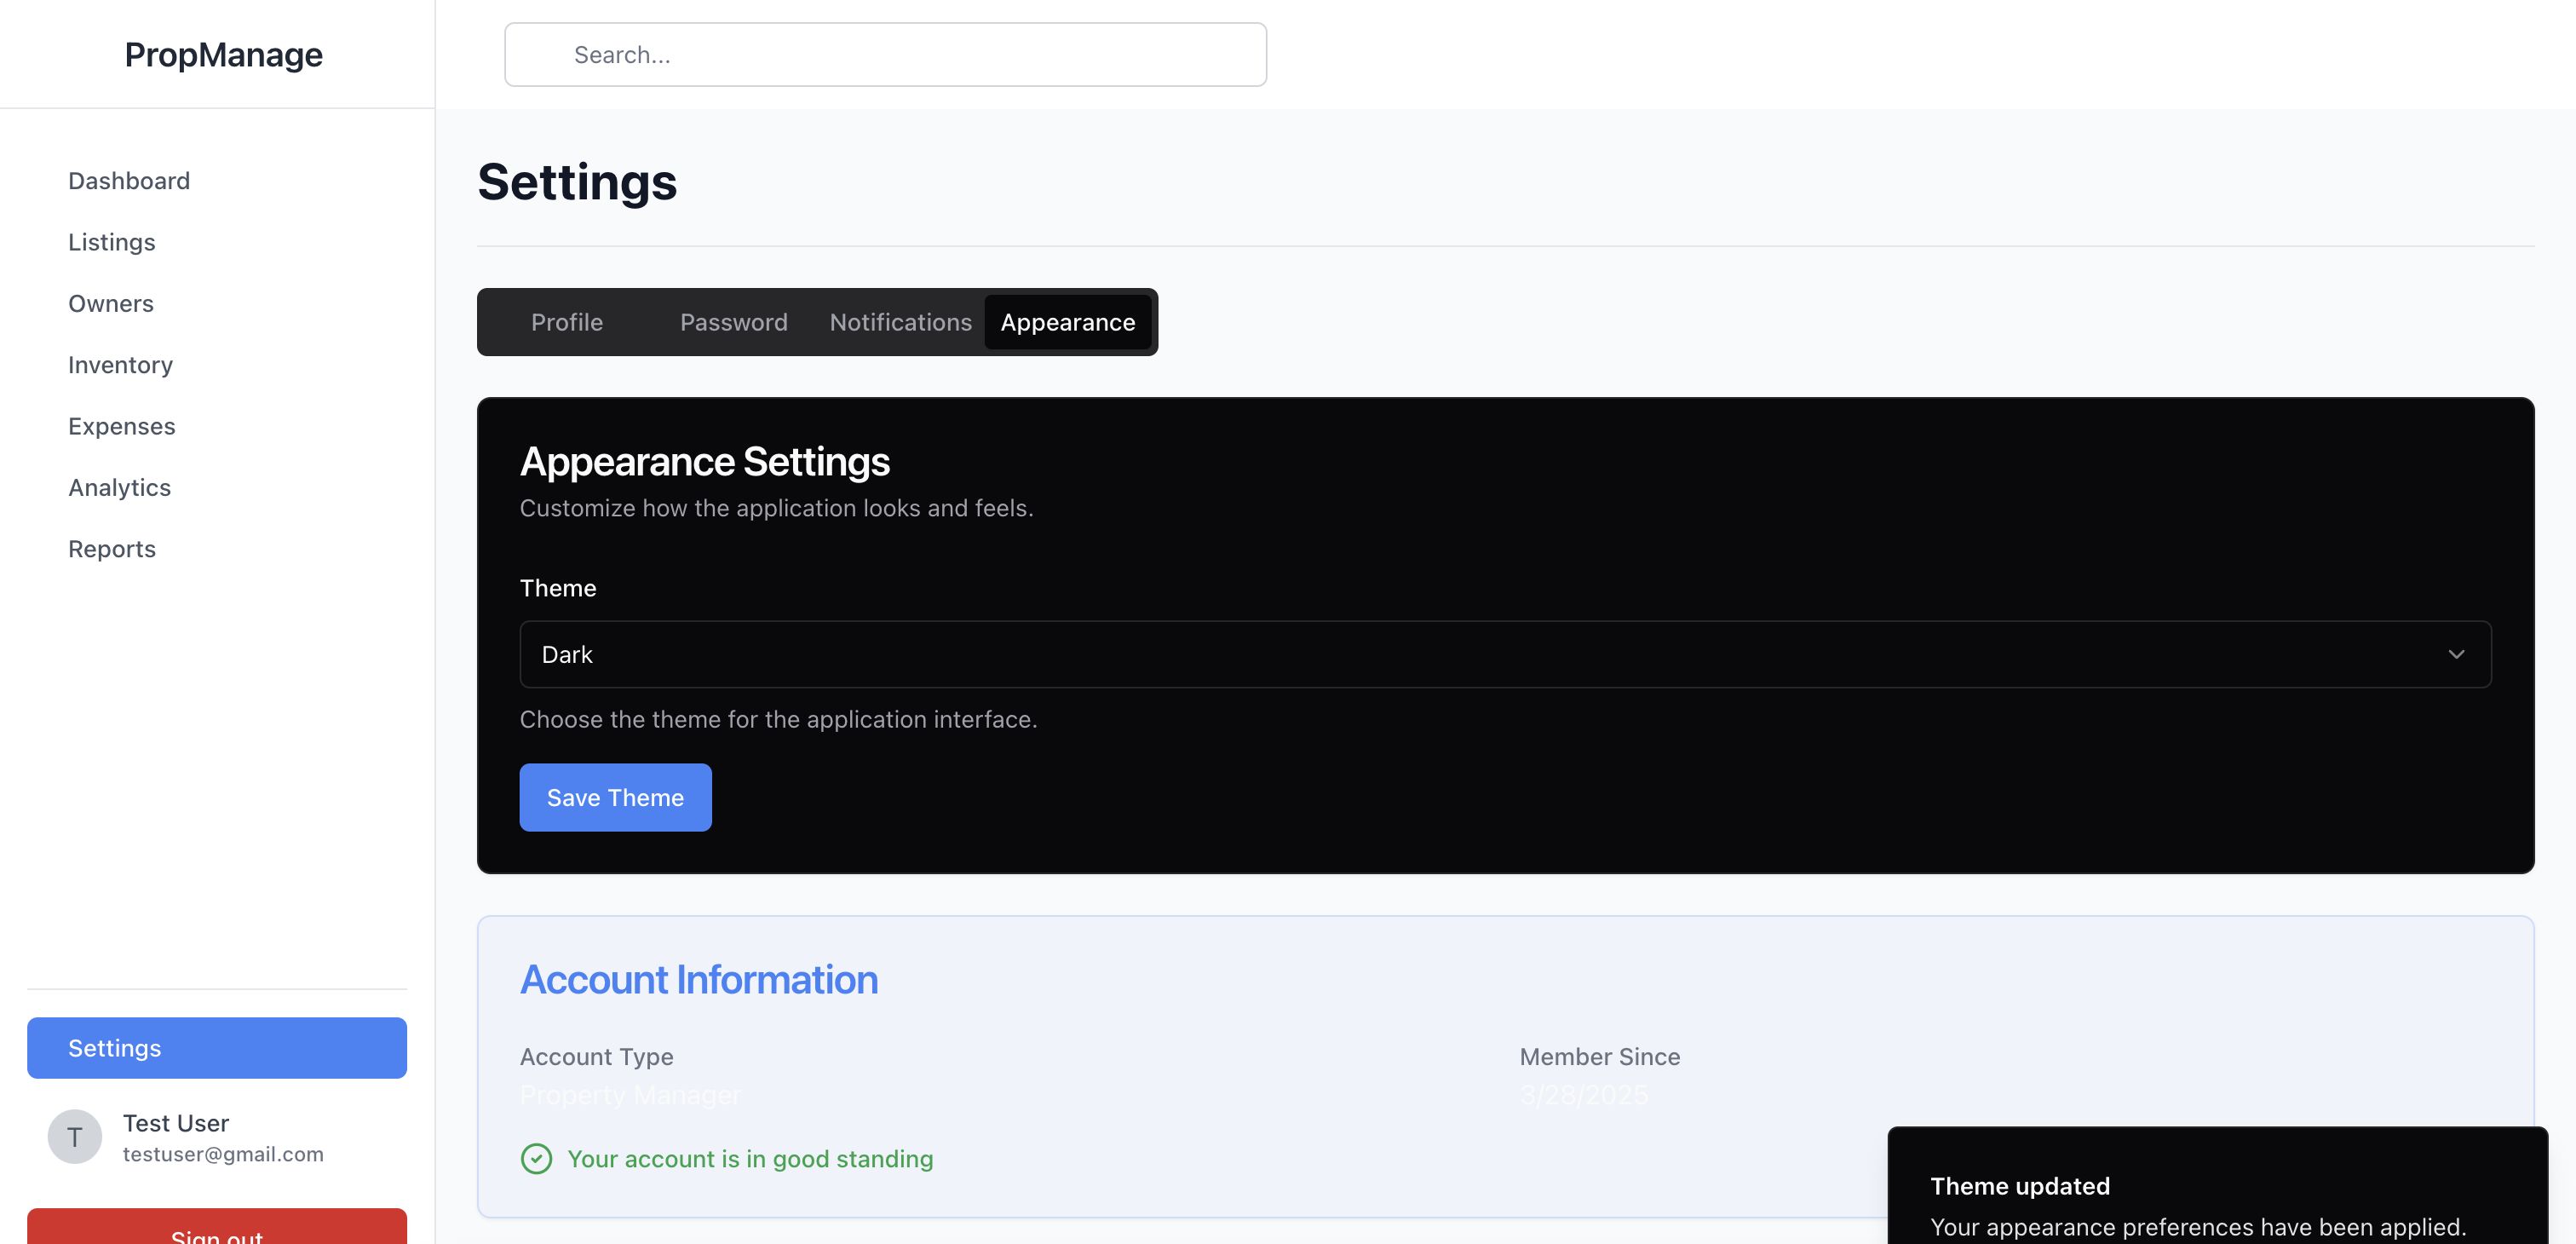 PropManage
Search...
Dashboard
Listings
Owners
Inventory
Expenses
Analytics
Reports
Settings
T
Test User
testuser@gmail.com
Sign out
Settings
Profile
Password
Notifications
Appearance
Appearance Settings
Customize how the application looks and feels.
Theme
Dark
Choose the theme for the application interface.
Save Theme
Account Information
Account Type
Property Manager
Member Since
3/28/2025
Your account is in good standing
Theme updated
Your appearance preferences have been applied.